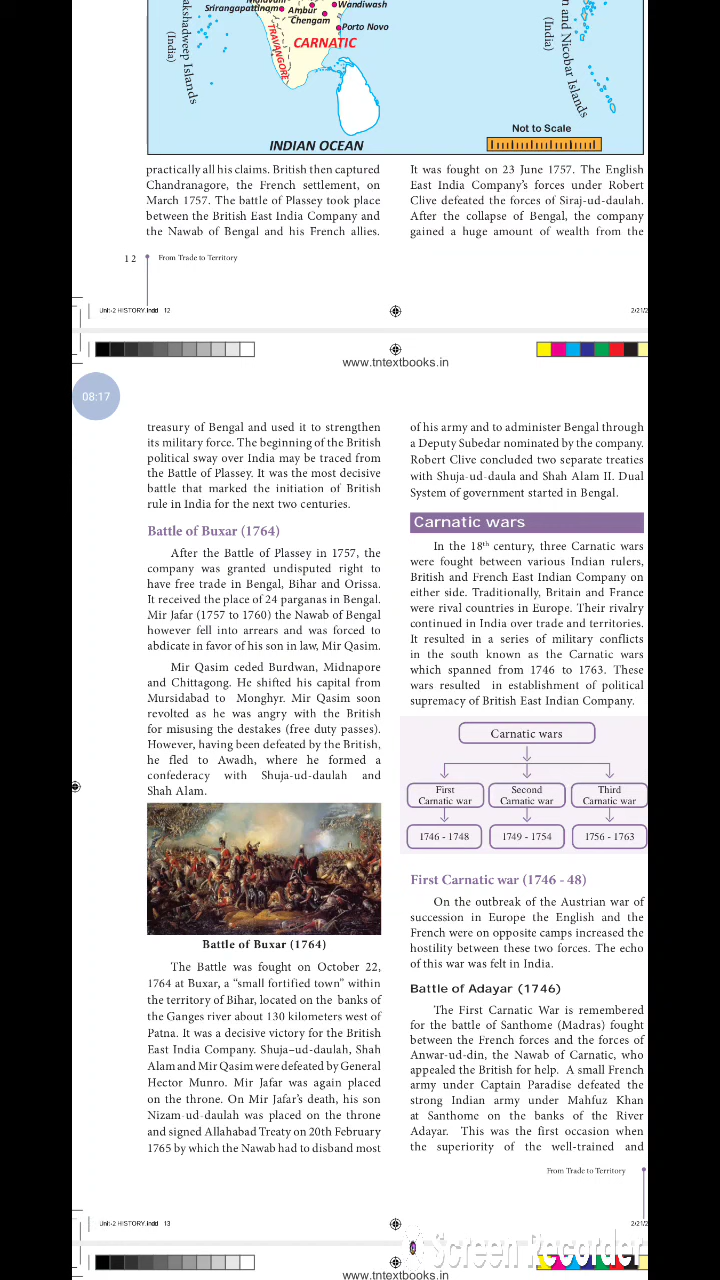 Srirangapattinam
Ambur
Wandiwash
Chengam
Porto Novo
CARNATIC
TRAVANGORE
akshadweep Islands
(India)
n and Nicobar Islands
(India)
INDIAN OCEAN
Not to Scale
practically all his claims. British then captured
Chandranagore, the French settlement, on
March 1757. The battle of Plassey took place
between the British East India Company and
the Nawab of Bengal and his French allies.
It was fought on 23 June 1757. The English
East India Company's forces under Robert
Clive defeated the forces of Siraj-ud-daulah.
After the collapse of Bengal, the company
gained a huge amount of wealth from the
12
From Trade to Territory
Unit-2 HISTORY.indd 12
2/21/2
www.tntextbooks.in
08:17
treasury of Bengal and used it to strengthen
its military force. The beginning of the British
political sway over India may be traced from
the Battle of Plassey. It was the most decisive
battle that marked the initiation of British
rule in India for the next two centuries.
Battle of Buxar (1764)
After the Battle of Plassey in 1757, the
company was granted undisputed right to
have free trade in Bengal, Bihar and Orissa.
It received the place of 24 parganas in Bengal.
Mir Jafar (1757 to 1760) the Nawab of Bengal
however fell into arrears and was forced to
abdicate in favor of his son in law, Mir Qasim.
Mir Qasim ceded Burdwan, Midnapore
and Chittagong. He shifted his capital from
Mursidabad to Monghyr. Mir Qasim soon
revolted as he was angry with the British
for misusing the destakes (free duty passes).
However, having been defeated by the British,
he fled to Awadh, where he formed a
confederacy with Shuja-ud-daulah and
Shah Alam.
Battle of Buxar (1764)
The Battle was fought on October 22,
1764 at Buxar, a “small fortified town” within
the territory of Bihar, located on the banks of
the Ganges river about 130 kilometers west of
Patna. It was a decisive victory for the British
East India Company. Shuja–ud-daulah, Shah
Alam and Mir Qasim were defeated by General
Hector Munro. Mir Jafar was again placed
on the throne. On Mir Jafar's death, his son
Nizam-ud-daulah was placed on the throne
and signed Allahabad Treaty on 20th February
1765 by which the Nawab had to disband most
of his army and to administer Bengal through
a Deputy Subedar nominated by the company.
Robert Clive concluded two separate treaties
with Shuja-ud-daula and Shah Alam II. Dual
System of government started in Bengal.
Carnatic wars
In the 18th century, three Carnatic wars
were fought between various Indian rulers,
British and French East Indian Company on
either side. Traditionally, Britain and France
were rival countries in Europe. Their rivalry
continued in India over trade and territories.
It resulted in a series of military conflicts
in the south known as the Carnatic wars
which spanned from 1746 to 1763. These
wars resulted in establishment of political
supremacy of British East Indian Company.
Carnatic wars
First
Carnatic war
Second
Carnatic war
Third
Carnatic war
1746 - 1748
1749 - 1754
1756 - 1763
First Carnatic war (1746 - 48)
On the outbreak of the Austrian war of
succession in Europe the English and the
French were on opposite camps increased the
hostility between these two forces. The echo
of this war was felt in India.
Battle of Adayar (1746)
The First Carnatic War is remembered
for the battle of Santhome (Madras) fought
between the French forces and the forces of
Anwar-ud-din, the Nawab of Carnatic, who
appealed the British for help. A small French
army under Captain Paradise defeated the
strong Indian army under Mahfuz Khan
at Santhome on the banks of the River
Adayar. This was the first occasion when
the superiority of the well-trained and
From Trade to Territory
Unit-2 HISTORY.indd 13
2/21/2
Screen Recorder
www.tntextbooks.in